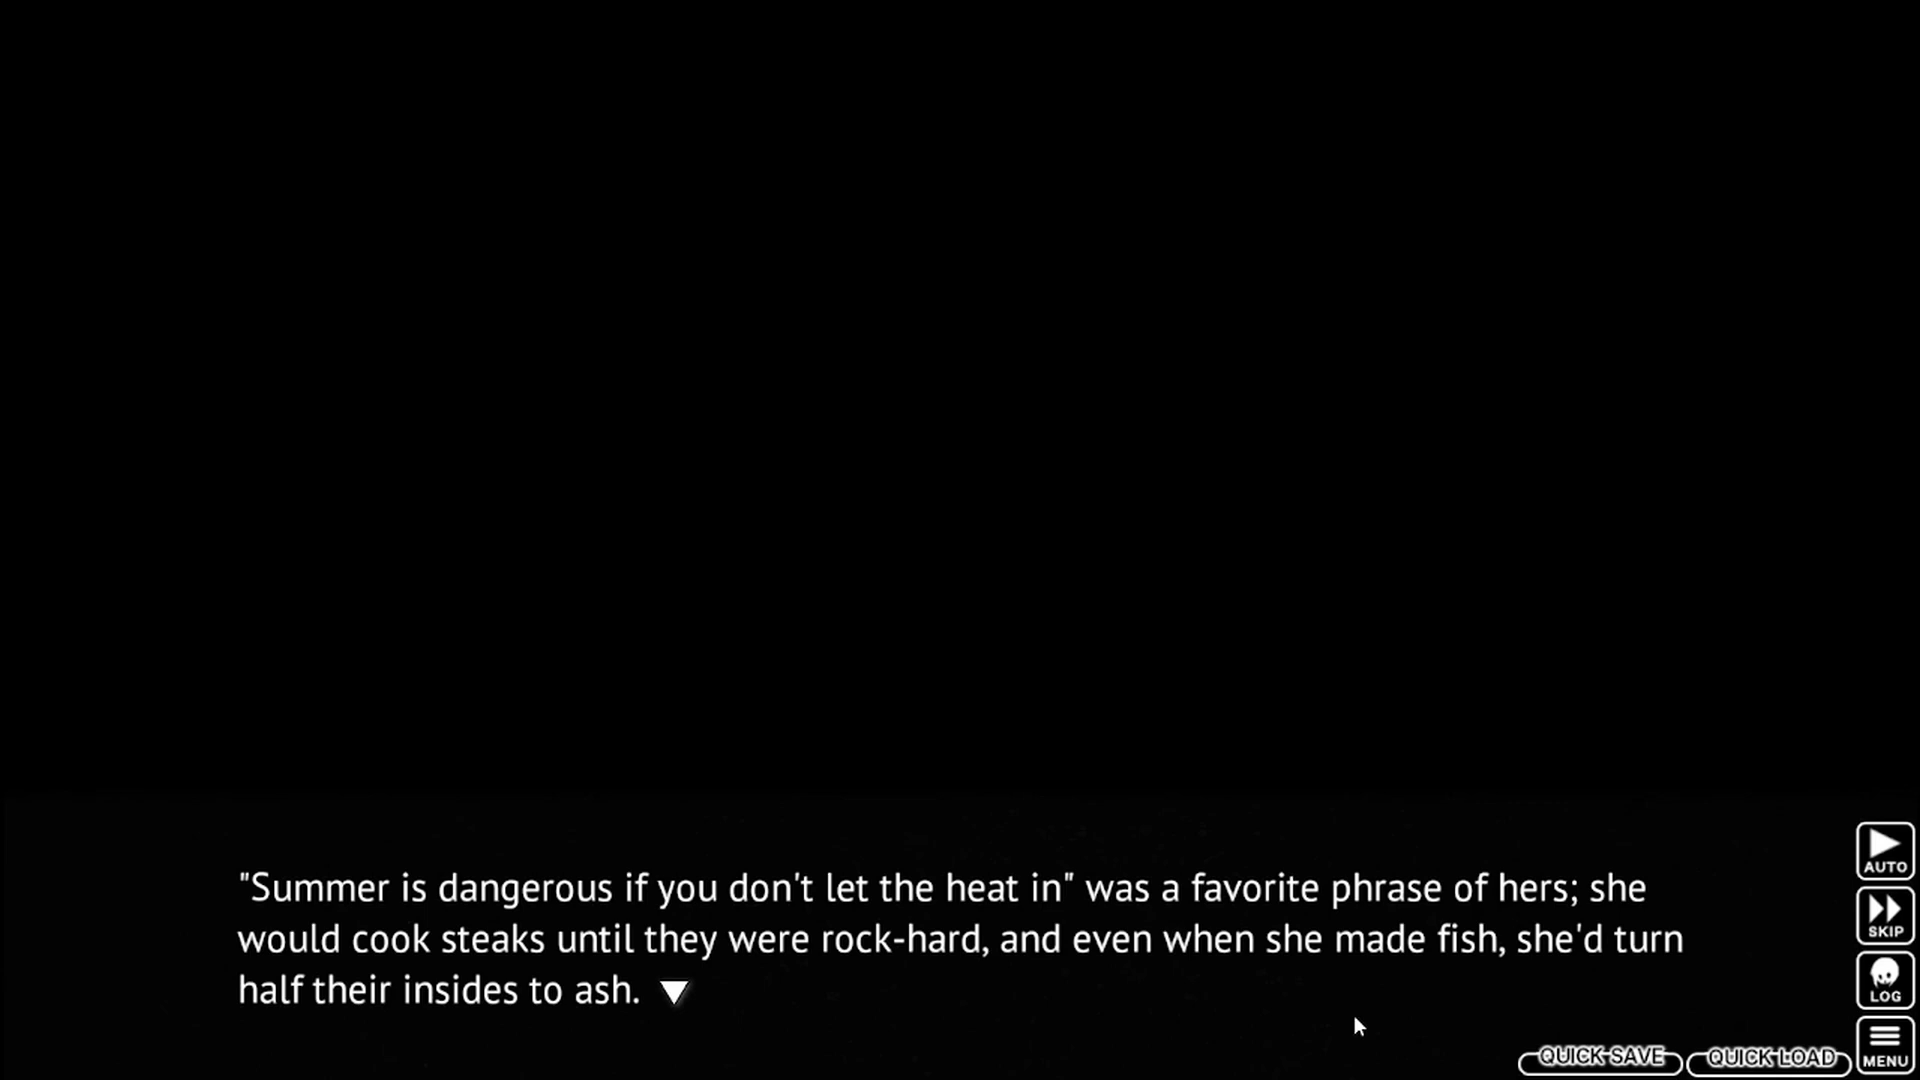 "Summer is dangerous if you don't let the heat in" was a favorite phrase of hers; she
would cook steaks until they were rock-hard, and even when she made fish, she'd turn
half their insides to ash.
AUTO
SKIP
LOG
MENU
QUICK SAVE QUICK LOAD